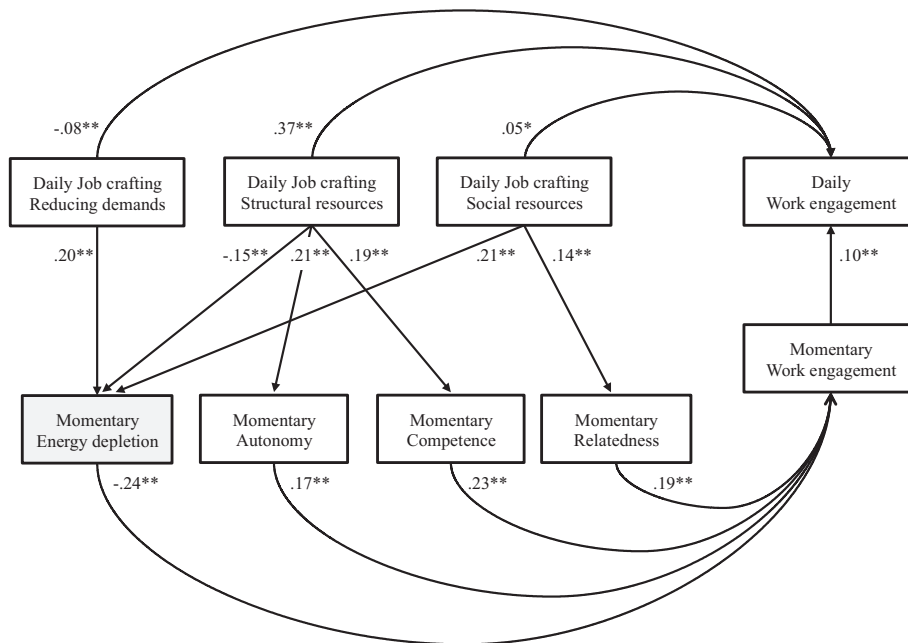 -.08**
.37**
.05*
Daily Job crafting
Reducing demands
Daily Job crafting
Structural resources
Daily Job crafting
Social resources
Daily
Work engagement
.20**
-.15**
.21**
.19**
.21**
.14**
.10**
Momentary
Work engagement
Momentary
Energy depletion
Momentary
Autonomy
Momentary
Competence
Momentary
Relatedness
-.24**
.17**
.23**
.19**